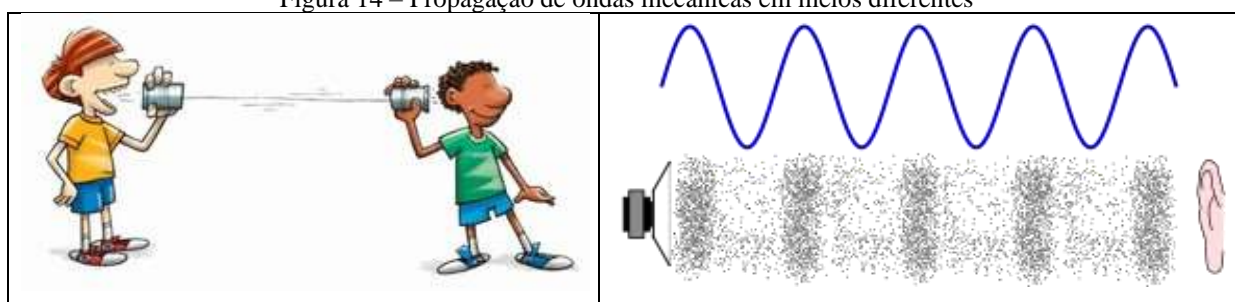 Figura 14 – Propagação de ondas mecânicas em meios diferentes